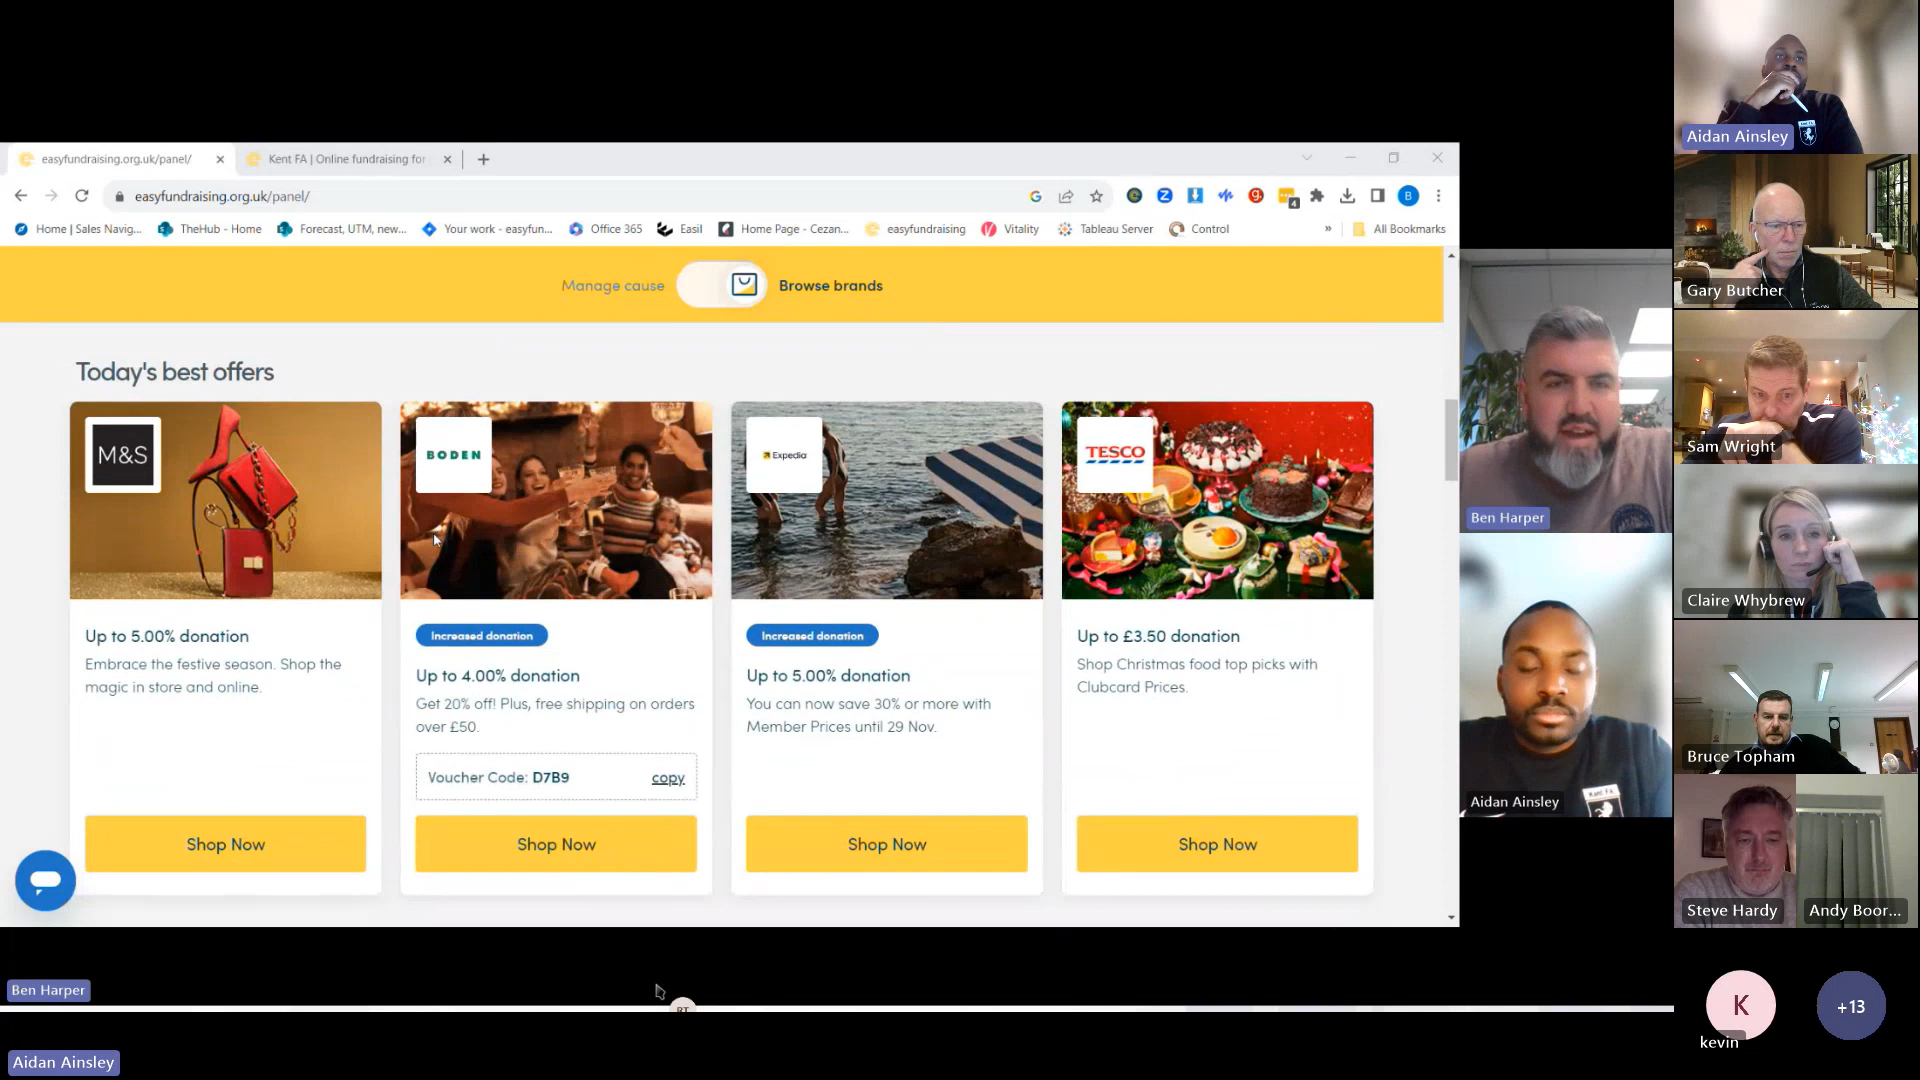 easyfundraising.org.uk/panel/
Kent FA | Online fundraising for
easyfundraising.org.uk/panel/
4
B
Home | Sales Navig...
TheHub - Home
Forecast, UTM, new...
Your work - easyfun...
Office 365
Easil
Home Page - Cezan...
easyfundraising
Vitality
Tableau Server
Control
»
All Bookmarks
Manage cause
Browse brands
Today's best offers
M&S
BODEN
Expedia
TESCO
Up to 5.00% donation
Embrace the festive season. Shop the
magic in store and online.
Shop Now
Increased donation
Up to 4.00% donation
Get 20% off! Plus, free shipping on orders
over £50.
Voucher Code: D7B9
copy
Shop Now
Increased donation
Up to 5.00% donation
You can now save 30% or more with
Member Prices until 29 Nov.
Shop Now
Up to £3.50 donation
Shop Christmas food top picks with
Clubcard Prices.
Shop Now
Ben Harper
Aidan Ainsley
Kent FA
Aidan Ainsley
Gary Butcher
Sam Wright
Claire Whybrew
Bruce Topham
Steve Hardy
Andy Boor...
K
kevin
+13
Ben Harper
RT
Aidan Ainsley